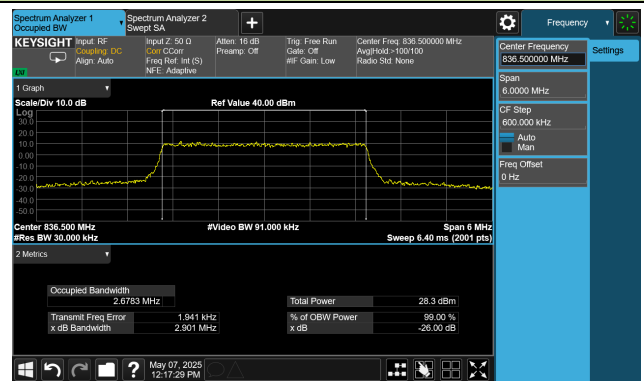 Spectrum Analyzer 1
Occupied BW
Spectrum Analyzer 2
Swept SA
+
Frequency
KEYSIGHT
Input: RF
Coupling: DC
Align: Auto
Input Z: 50 Ω
Corr CCorr
Freq Ref: Int (S)
NFE: Adaptive
Atten: 16 dB
Preamp: Off
Trig: Free Run
Gate: Off
#IF Gain: Low
Center Freq: 836.500000 MHz
Avg|Hold:>100/100
Radio Std: None
LXI
Center Frequency
836.500000 MHz
Settings
Span
6.0000 MHz
CF Step
600.000 kHz
Auto
Man
Freq Offset
0 Hz
1 Graph
Scale/Div 10.0 dB
Ref Value 40.00 dBm
Log
30.0
20.0
10.0
0.00
-10.0
-20.0
-30.0
-40.0
-50.0
Center 836.500 MHz
#Video BW 91.000 kHz
Span 6 MHz
#Res BW 30.000 kHz
Sweep 6.40 ms (2001 pts)
2 Metrics
Occupied Bandwidth
2.6783 MHz
Total Power 28.3 dBm
Transmit Freq Error 1.941 kHz
% of OBW Power 99.00 %
x dB Bandwidth 2.901 MHz
x dB -26.00 dB
?
May 07, 2025
12:17:29 PM